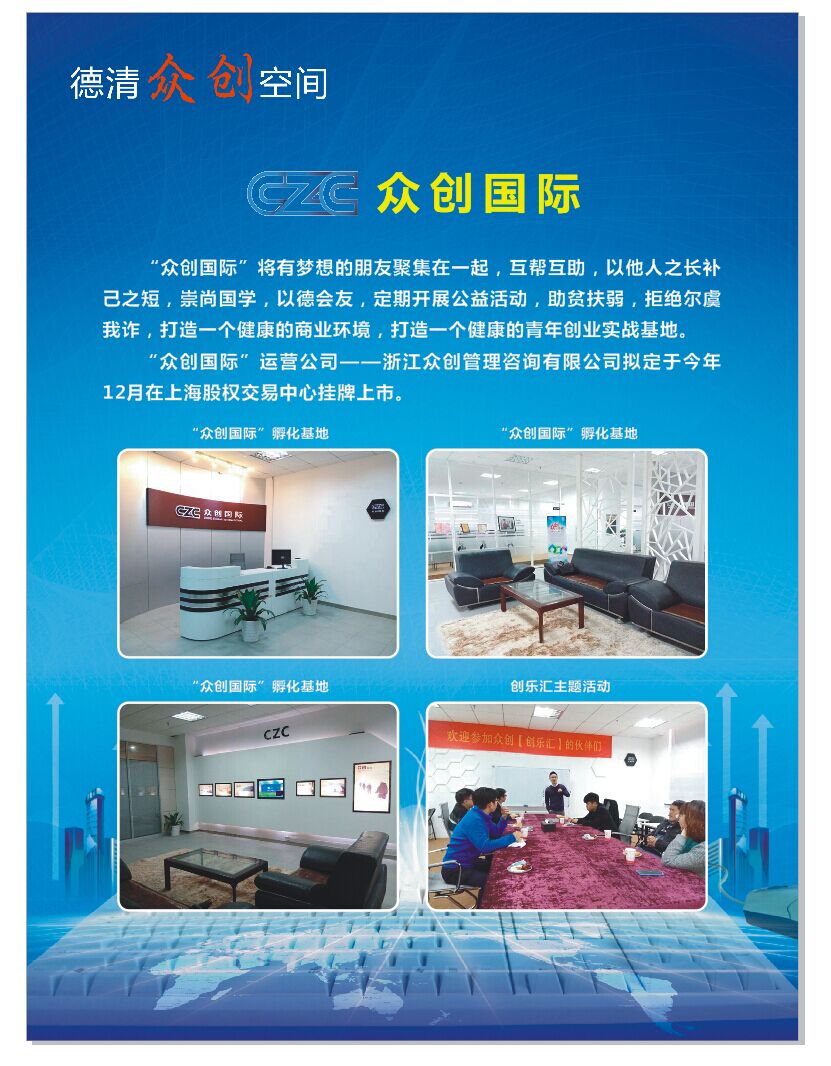 德清众创空间
CZC 众创国际
“众创国际”将有梦想的朋友聚集在一起，互帮互助，以他人之长补
己之短，崇尚国学，以德会友，定期开展公益活动，助贫扶弱，拒绝尔虞
我诈，打造一个健康的商业环境，打造一个健康的青年创业实战基地。
“众创国际”运营公司——浙江众创管理咨询有限公司拟定于今年
12月在上海股权交易中心挂牌上市。
“众创国际”孵化基地
“众创国际”孵化基地
CZC 众创国际
“众创国际”孵化基地
创乐汇主题活动
CZC
欢迎参加众创【创乐汇】的伙伴们